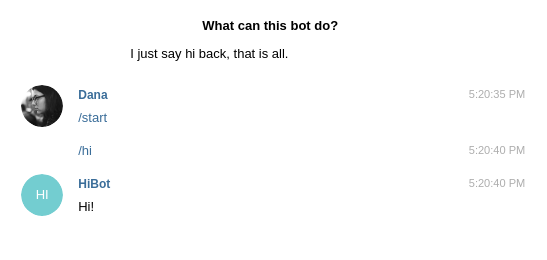 What can this bot do?
I just say hi back, that is all.
Dana 5:20:35 PM
/start
/hi 5:20:40 PM
HiBot 5:20:40 PM
HI
Hi!